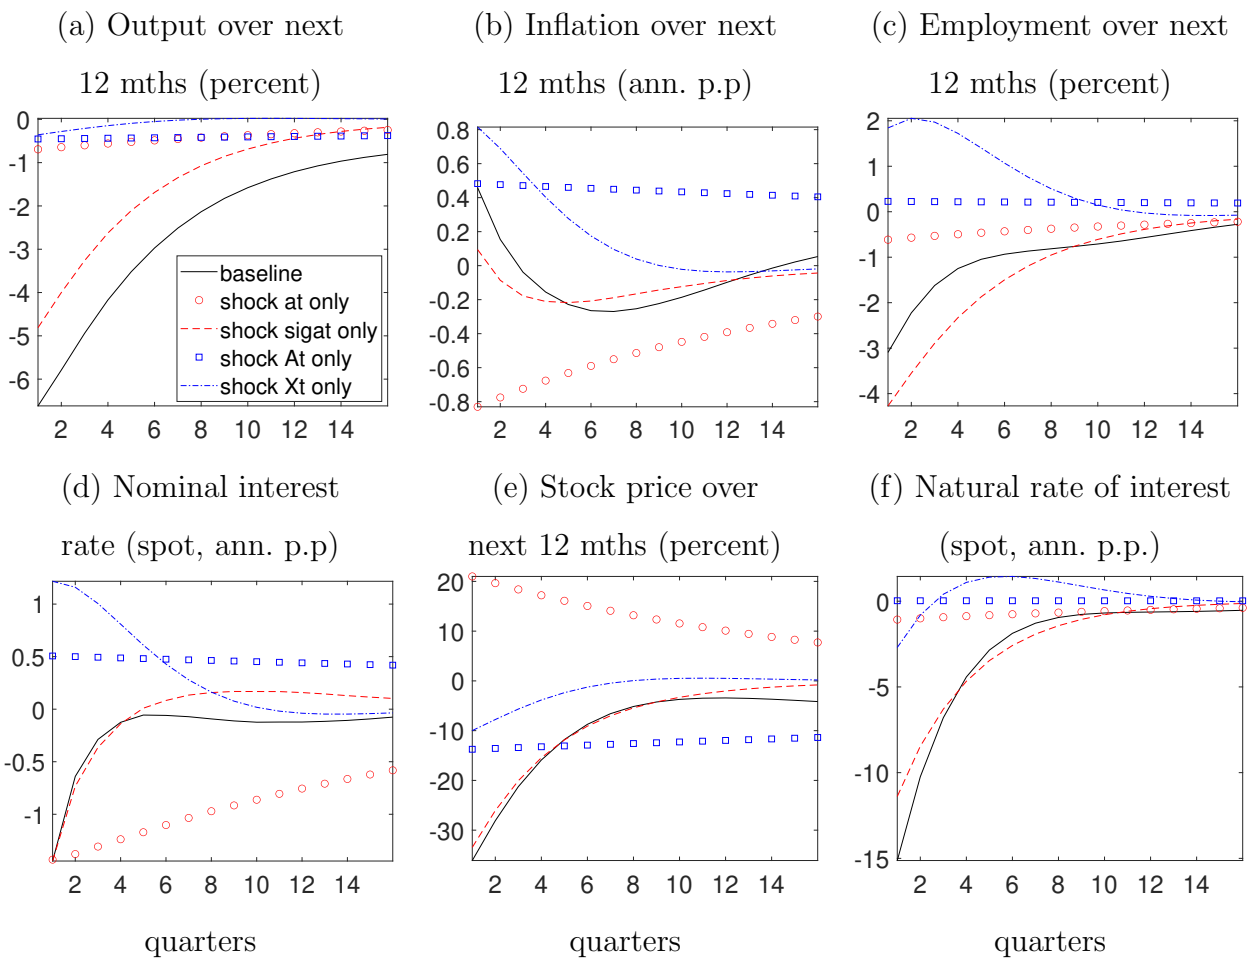 (a) Output over next
12 mths (percent)
0
-1
-2
-3
-4
-5
-6
2 4 6 8 10 12 14
baseline
shock at only
shock sigat only
shock At only
shock Xt only
(b) Inflation over next
12 mths (ann. p.p)
0.8
0.6
0.4
0.2
0
-0.2
-0.4
-0.6
-0.8
2 4 6 8 10 12 14
(c) Employment over next
12 mths (percent)
2
1
0
-1
-2
-3
-4
2 4 6 8 10 12 14
(d) Nominal interest
rate (spot, ann. p.p)
1
0.5
0
-0.5
-1
2 4 6 8 10 12 14
quarters
(e) Stock price over
next 12 mths (percent)
20
10
0
-10
-20
-30
2 4 6 8 10 12 14
quarters
(f) Natural rate of interest
(spot, ann. p.p.)
0
-5
-10
-15
2 4 6 8 10 12 14
quarters